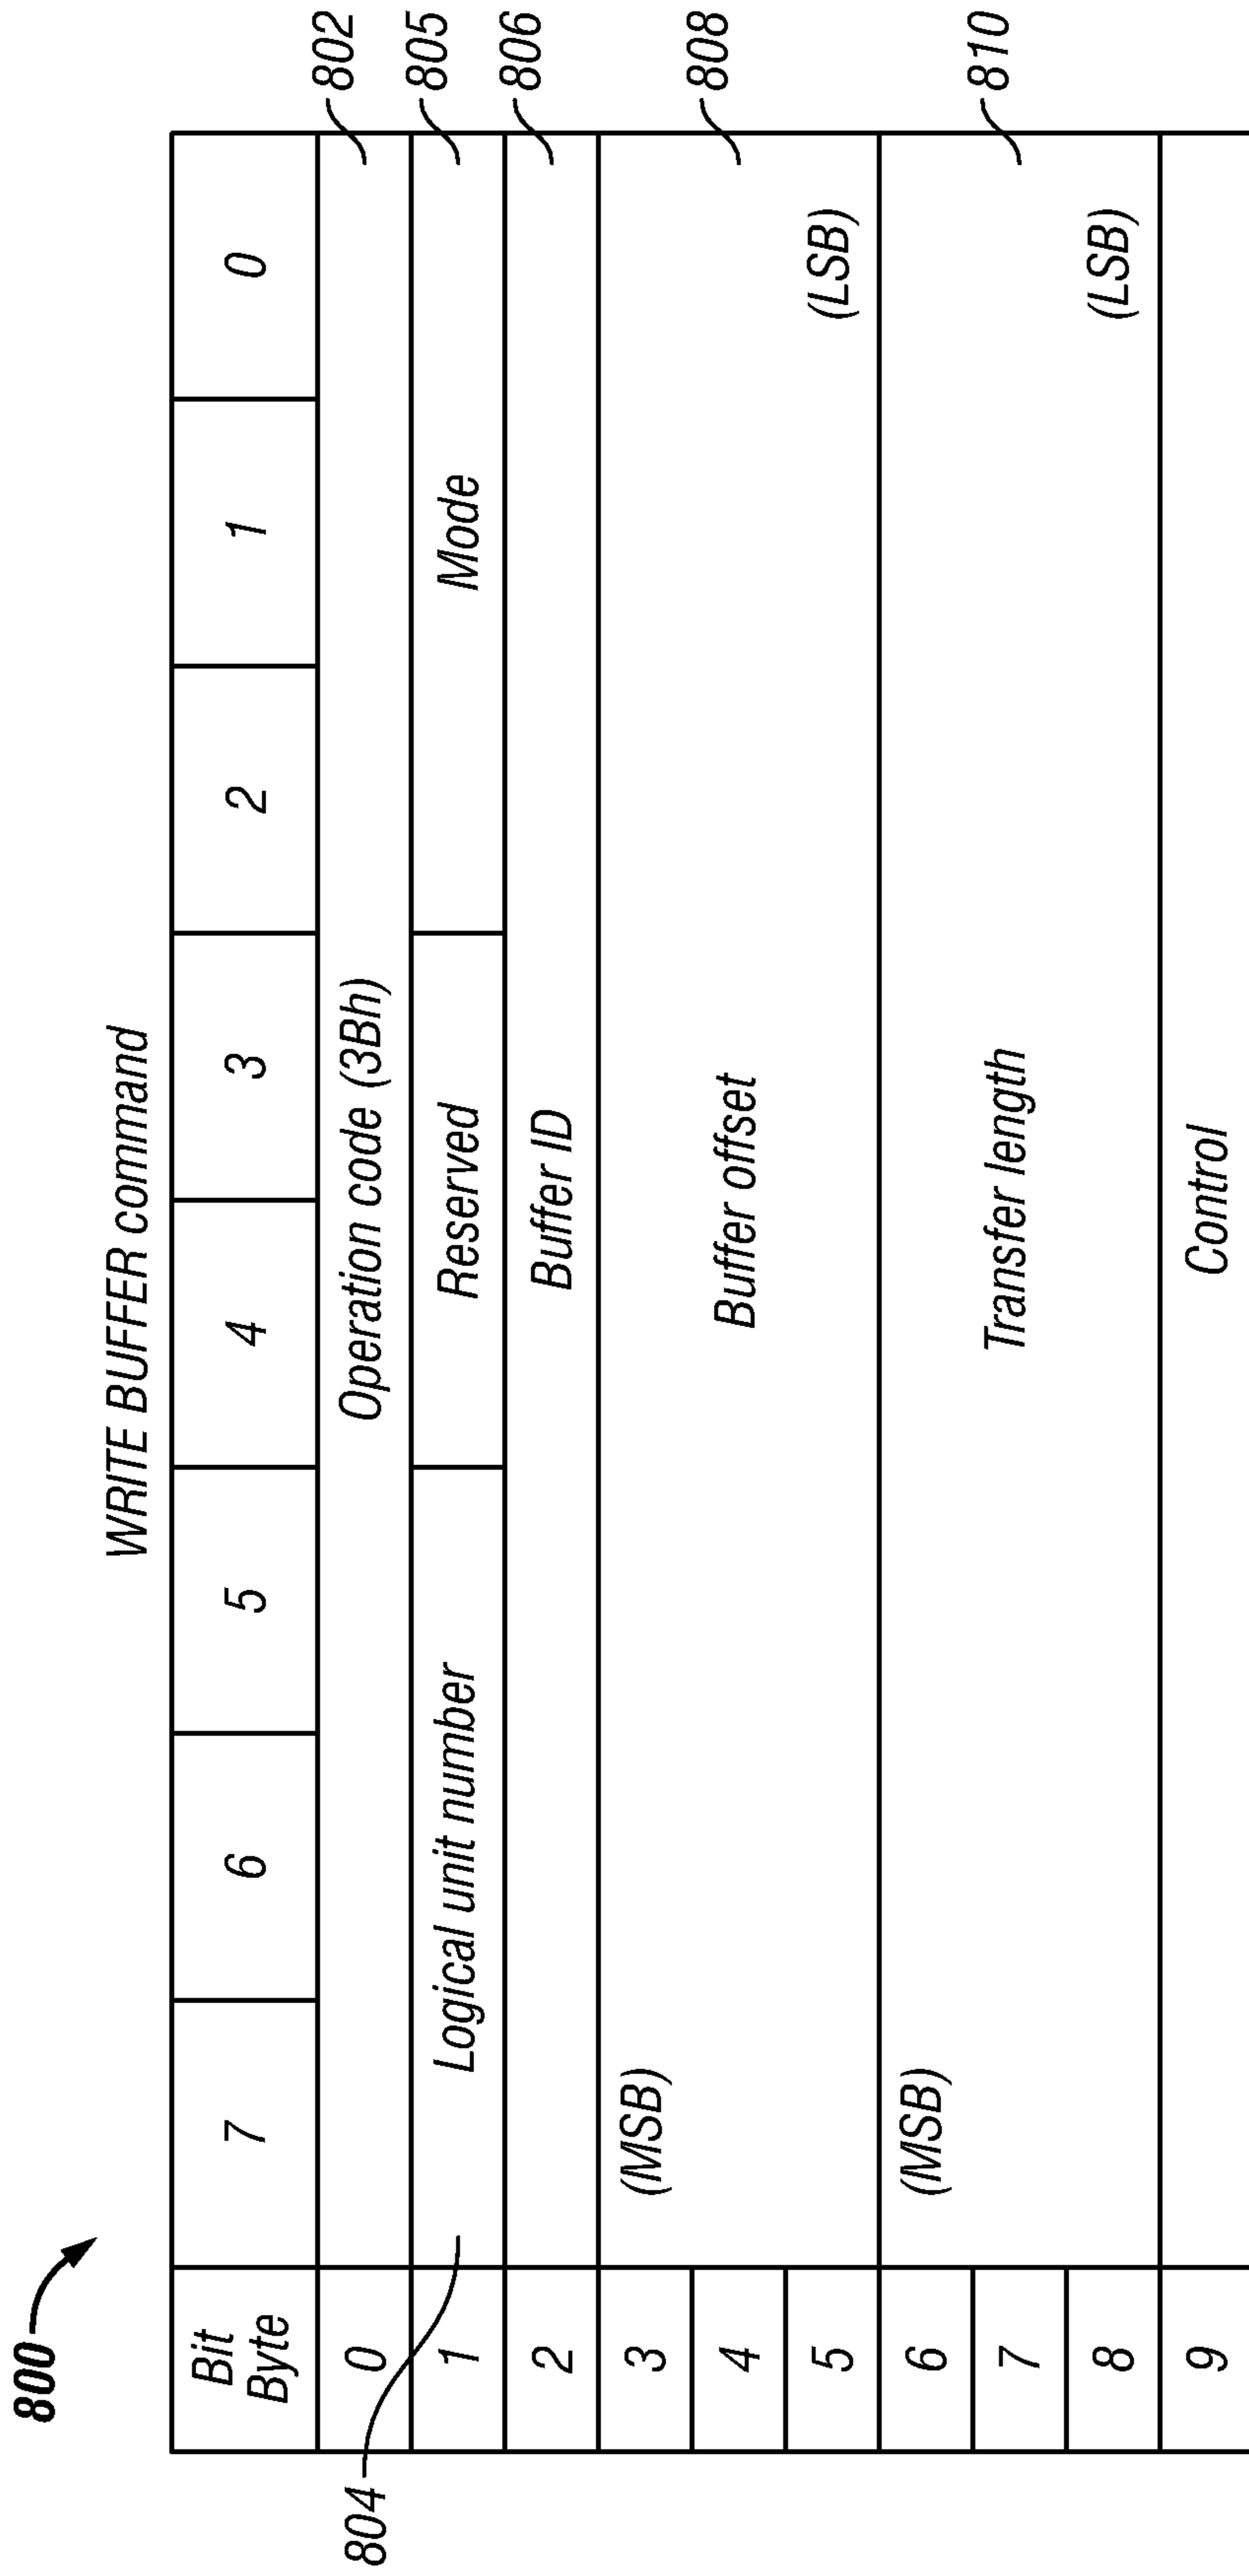 800
WRITE BUFFER command
Bit
Byte
7 6 5 4 3 2 1 0
0 Operation code (3Bh) 802
804 1 Logical unit number Reserved Mode 805
2 Buffer ID 806
3 (MSB)
4 Buffer offset 808
5 (LSB)
6 (MSB)
7 Transfer length 810
8 (LSB)
9 Control